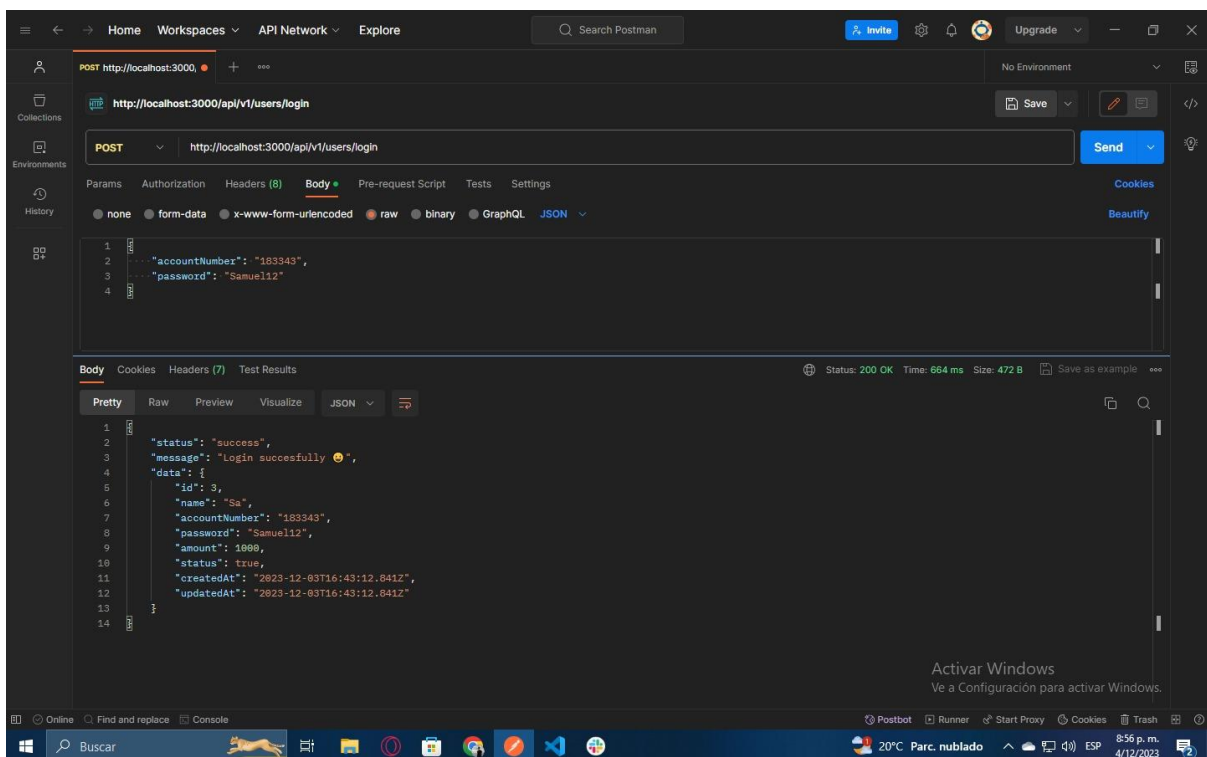 Home Workspaces API Network Explore Search Postman Invite Upgrade
POST http://localhost:3000, No Environment
HTTP http://localhost:3000/api/v1/users/login Save
Collections
POST http://localhost:3000/api/v1/users/login Send
Environments
Params Authorization Headers (8) Body Pre-request Script Tests Settings Cookies
History
none form-data x-www-form-urlencoded raw binary GraphQL JSON Beautify
1 {
2 "accountNumber": "183343",
3 "password": "Samuel12"
4 }
Body Cookies Headers (7) Test Results Status: 200 OK Time: 664 ms Size: 472 B Save as example
Pretty Raw Preview Visualize JSON
1 {
2 "status": "success",
3 "message": "Login succesfully 😀",
4 "data": {
5 "id": 3,
6 "name": "Sa",
7 "accountNumber": "183343",
8 "password": "Samuel12",
9 "amount": 1000,
10 "status": true,
11 "createdAt": "2023-12-03T16:43:12.841Z",
12 "updatedAt": "2023-12-03T16:43:12.841Z"
13 }
14 }
Activar Windows
Ve a Configuración para activar Windows.
Online Find and replace Console Postbot Runner Start Proxy Cookies Trash
Buscar 20°C Parc. nublado ESP 8:56 p. m.
4/12/2023